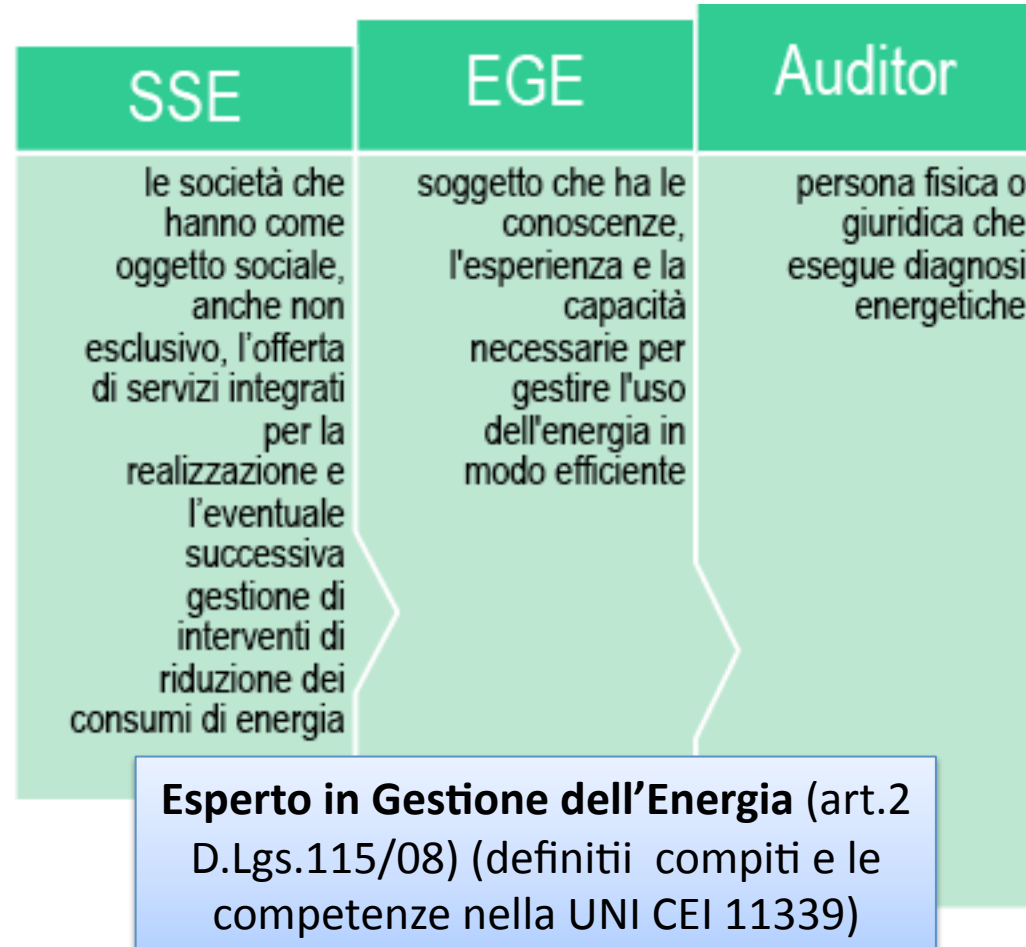 SSE
le società che
hanno come
oggetto sociale,
anche non
esclusivo, l’offerta
di servizi integrati
per la
realizzazione e
l’eventuale
successiva
gestione di
interventi di
riduzione dei
consumi di energia
EGE
soggetto che ha le
conoscenze,
l'esperienza e la
capacità
necessarie per
gestire l'uso
dell'energia in
modo efficiente
Auditor
persona fisica o
giuridica che
esegue diagnosi
energetiche
Esperto in Gestione dell’Energia (art.2
D.Lgs.115/08) (definitii compiti e le
competenze nella UNI CEI 11339)